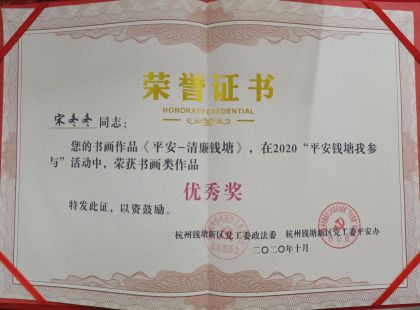 荣誉证书
HONORARY CREDENTIAL
宋冬冬同志：
您的书画作品《平安-清廉钱塘》，在2020“平安钱塘我参
与”活动中，荣获书画类作品
优秀奖
特发此证，以资鼓励。
杭州钱塘新区党工委政法委 杭州钱塘新区党工委平安办
二〇二〇年十月